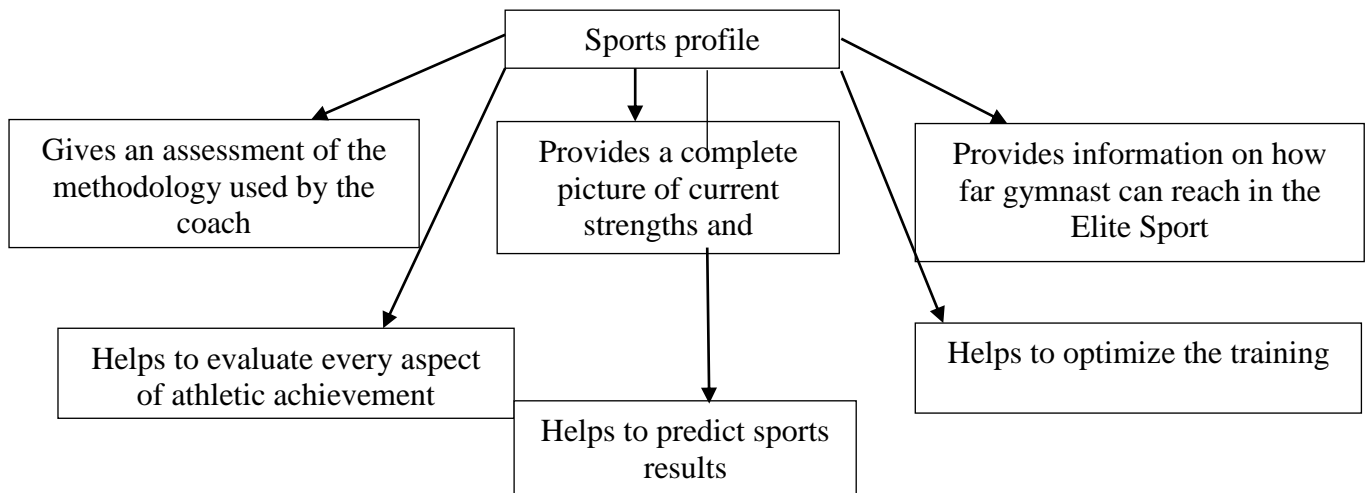 Sports profile
Gives an assessment of the
methodology used by the
coach
Provides a complete
picture of current
strengths and
Provides information on how
far gymnast can reach in the
Elite Sport
Helps to evaluate every aspect
of athletic achievement
Helps to predict sports
results
Helps to optimize the training